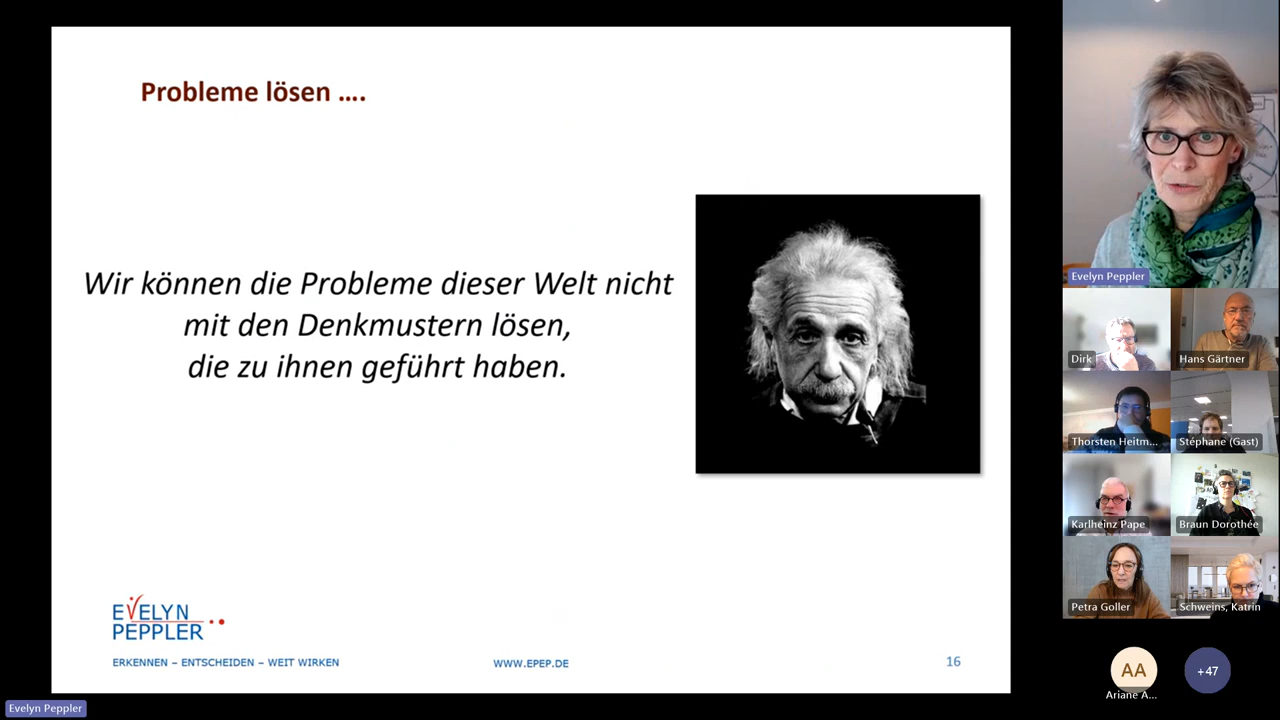 Probleme lösen ....
Wir können die Probleme dieser Welt nicht
mit den Denkmustern lösen,
die zu ihnen geführt haben.
EVELYN
PEPPLER
ERKENNEN – ENTSCHEIDEN – WEIT WIRKEN
WWW.EPEP.DE
16
Evelyn Peppler
Evelyn Peppler
Dirk
Hans Gärtner
Thorsten Heitm...
Stéphane (Gast)
Karlheinz Pape
Braun Dorothée
Petra Goller
Schweins, Katrin
AA
Ariane A...
+47